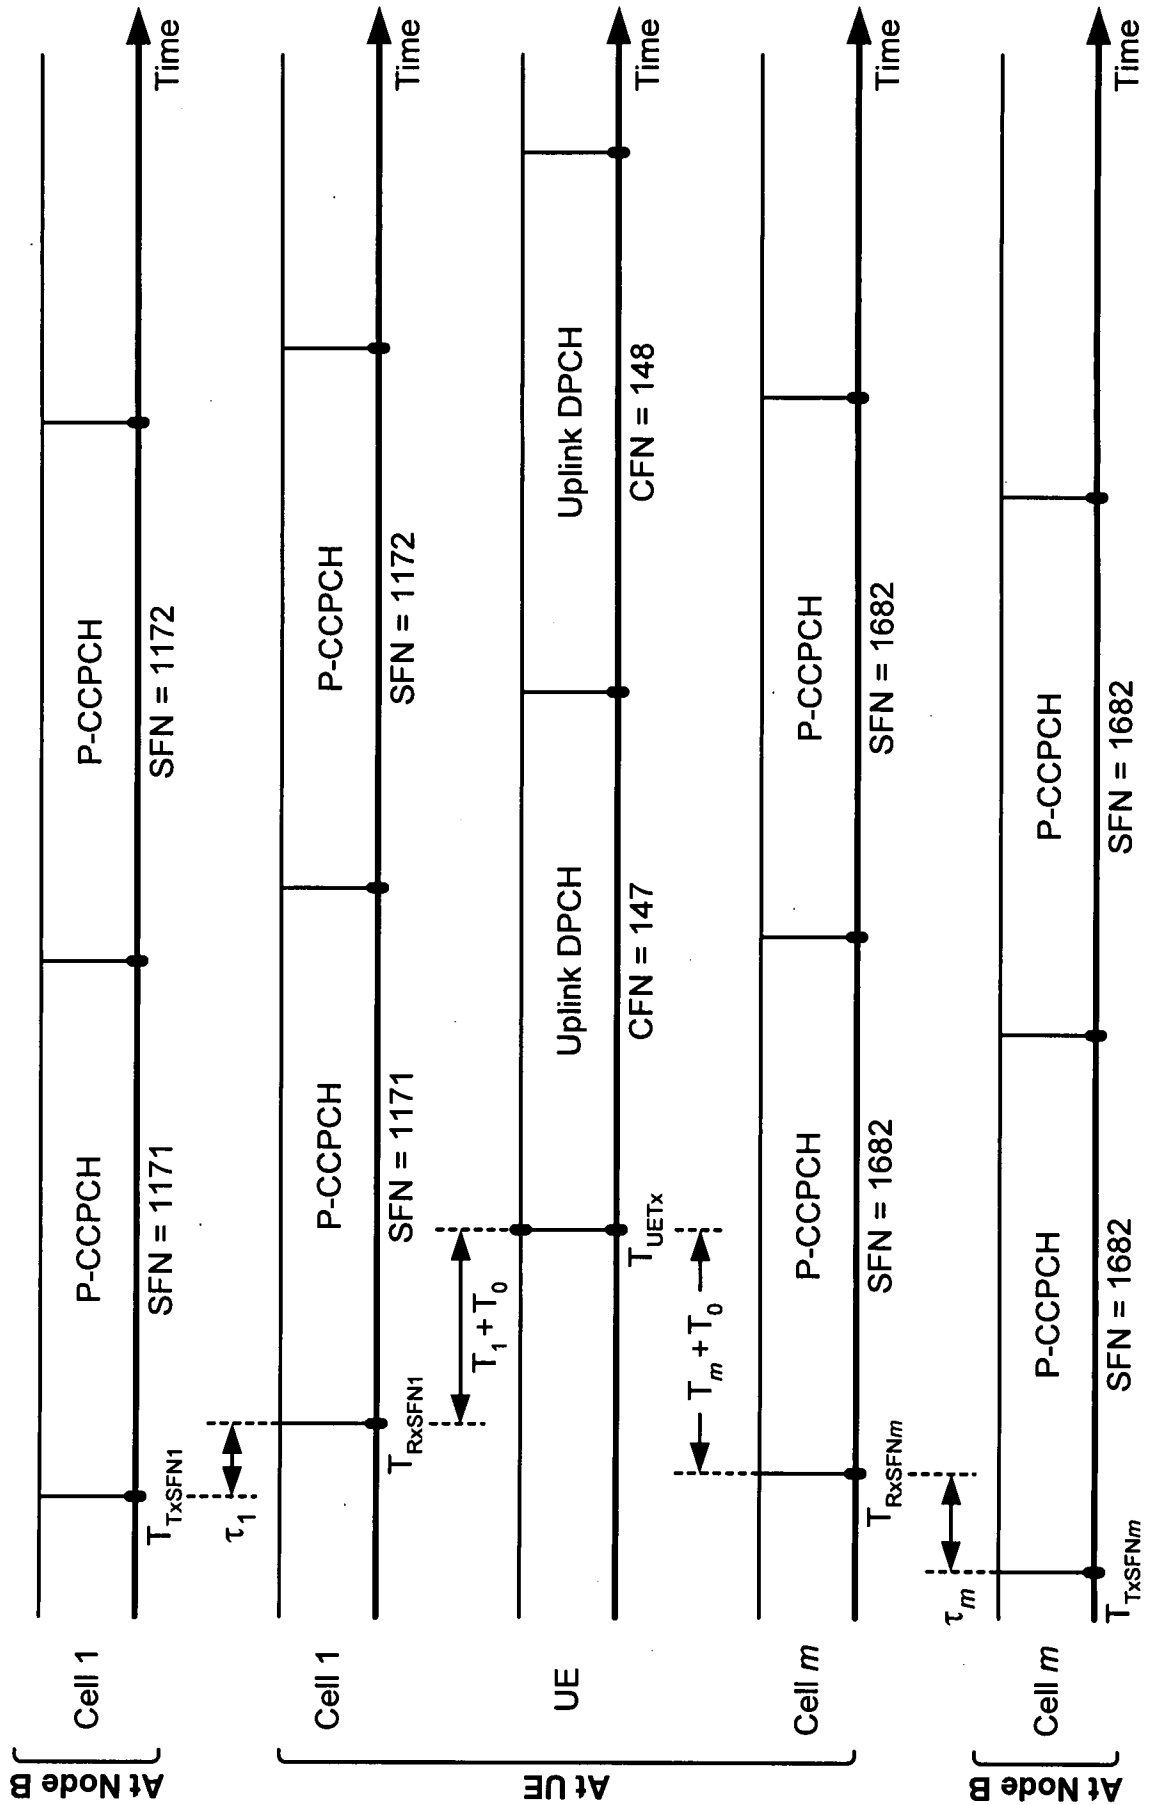 At Node B
Cell 1
P-CCPCH
P-CCPCH
SFN = 1171
SFN = 1172
T_TxSFN1
Time
τ_1
At UE
Cell 1
P-CCPCH
P-CCPCH
SFN = 1171
SFN = 1172
T_RxSFN1
Time
T_1 + T_0
UE
Uplink DPCH
Uplink DPCH
CFN = 147
CFN = 148
T_UETx
Time
T_m + T_0
Cell m
P-CCPCH
P-CCPCH
SFN = 1682
SFN = 1682
T_RxSFNm
Time
τ_m
At Node B
Cell m
P-CCPCH
P-CCPCH
SFN = 1682
SFN = 1682
T_TxSFNm
Time